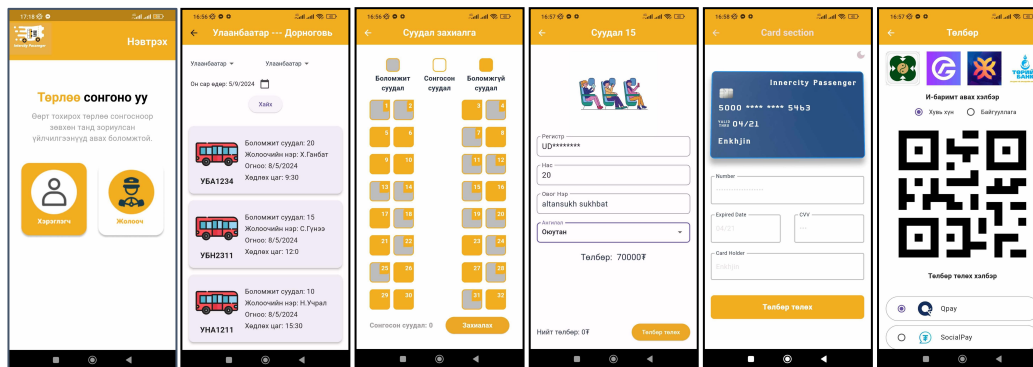 17:18
Innercity Passenger
Нэвтрэх
Төрлөө сонгоно уу
Өөрт тохирох төрлөө сонгосноор
зөвхөн танд зориулсан
үйлчилгээнүүд авах боломжтой.
Хэрэглэгч
Жолооч
16:56
Улаанбаатар --- Дорноговь
Улаанбаатар
Улаанбаатар
Он сар өдөр: 5/9/2024
Хайх
Боломжит суудал: 20
Жолоочийн нэр: Х.Ганбат
Огноо: 8/5/2024
Хөдлөх цаг: 9:30
УБА1234
Боломжит суудал: 15
Жолоочийн нэр: С.Гүнээ
Огноо: 8/5/2024
Хөдлөх цаг: 12:0
УБН2311
Боломжит суудал: 10
Жолоочийн нэр: Н.Учрал
Огноо: 8/5/2024
Хөдлөх цаг: 15:30
УНА1211
16:56
Суудал захиалга
Боломжит суудал
Сонгосон суудал
Боломжгүй суудал
1 2 3 4
5 6 7 8
9 10 11 12
13 14 15 16
17 18 19 20
21 22 23 24
25 26 27 28
29 30 31 32
Сонгосон суудал: 0
Захиалах
16:57
Суудал 15
Регистр
UD********
Нас
20
Овог Нэр
altansukh sukhbat
Ангилал
Оюутан
Төлбөр: 70000₮
Нийт төлбөр: 0₮
Төлбөр төлөх
16:58
Card section
Innercity Passenger
5000 **** **** 5463
VALID THRU 04/21
Enkhjin
Number
Expired Date
04/21
CVV
Card Holder
Enkhjin
Төлбөр төлөх
16:57
Төлбөр
ТӨРИЙН БАНК
И-баримт авах хэлбэр
Хувь хүн
Байгууллага
Төлбөр төлөх хэлбэр
Qpay
SocialPay